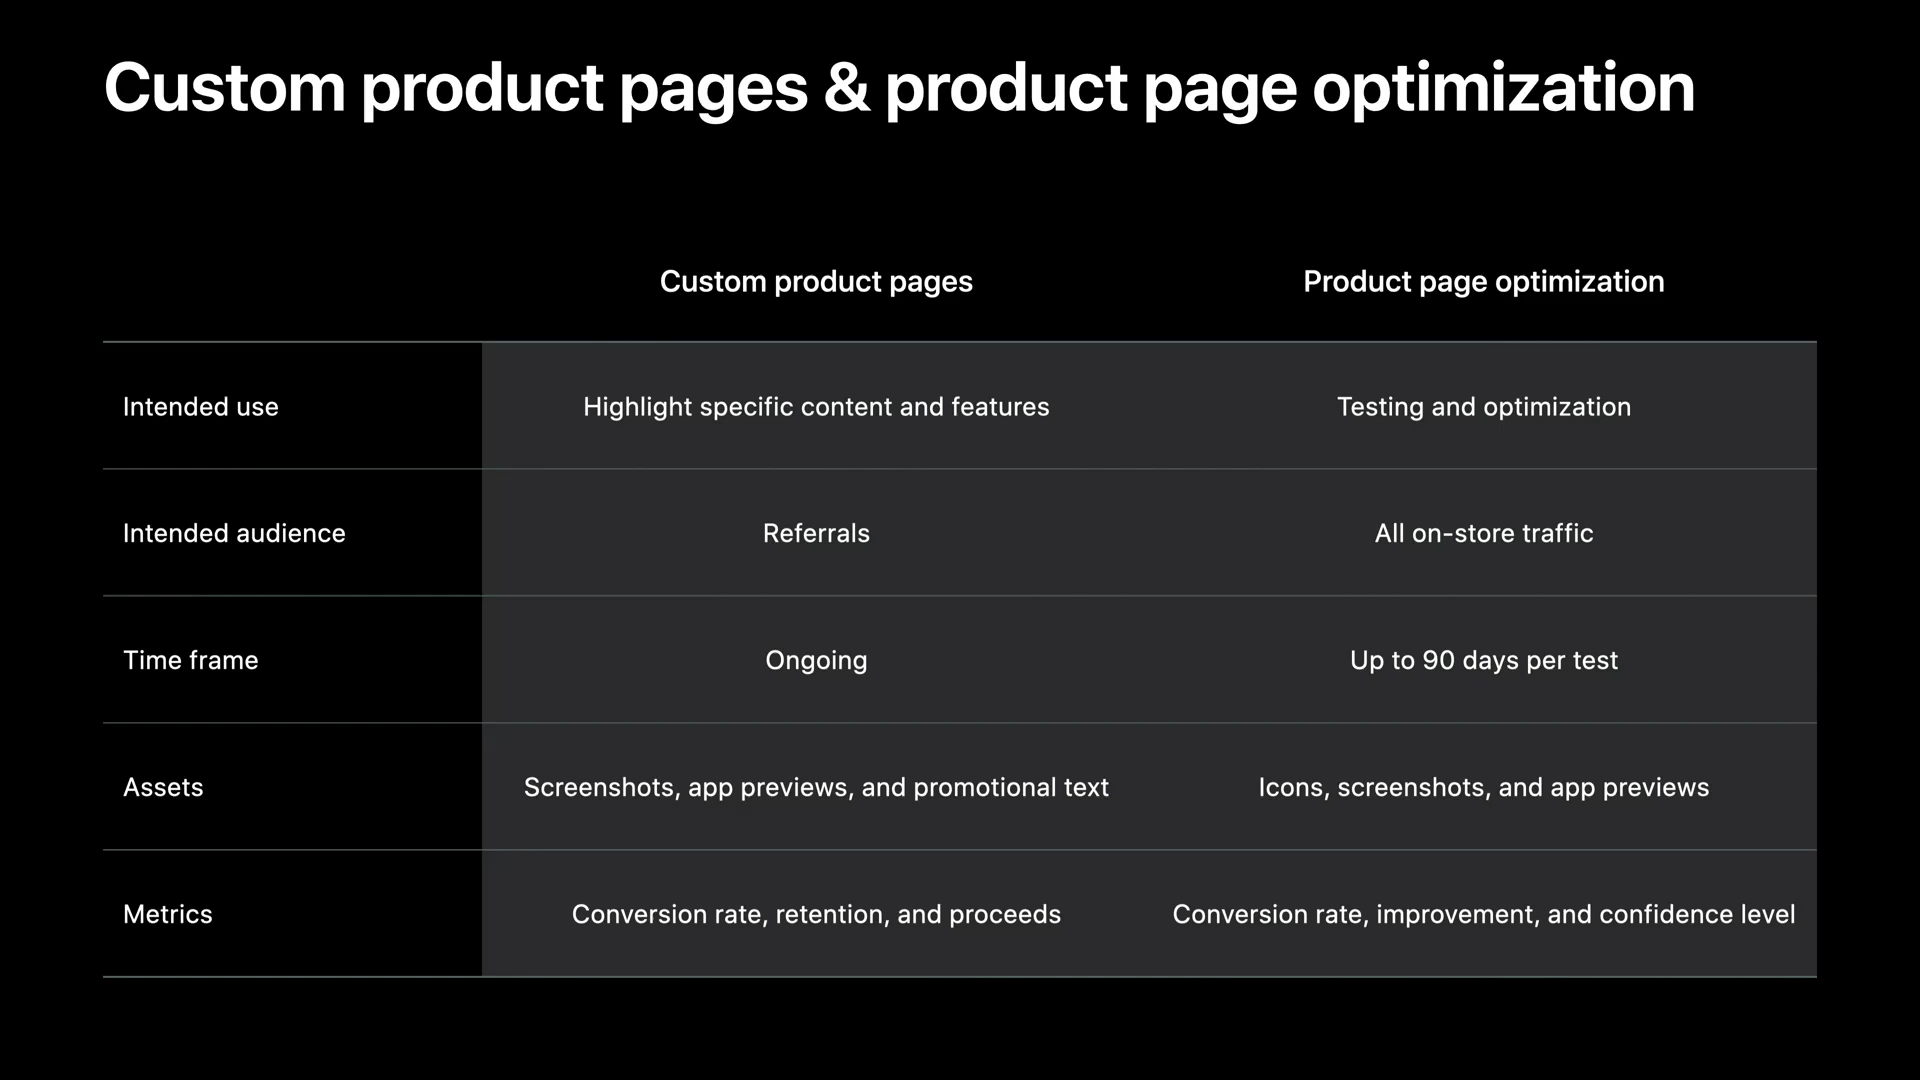 Custom product pages & product page optimization
Custom product pages Product page optimization
Intended use Highlight specific content and features Testing and optimization
Intended audience Referrals All on-store traffic
Time frame Ongoing Up to 90 days per test
Assets Screenshots, app previews, and promotional text Icons, screenshots, and app previews
Metrics Conversion rate, retention, and proceeds Conversion rate, improvement, and confidence level